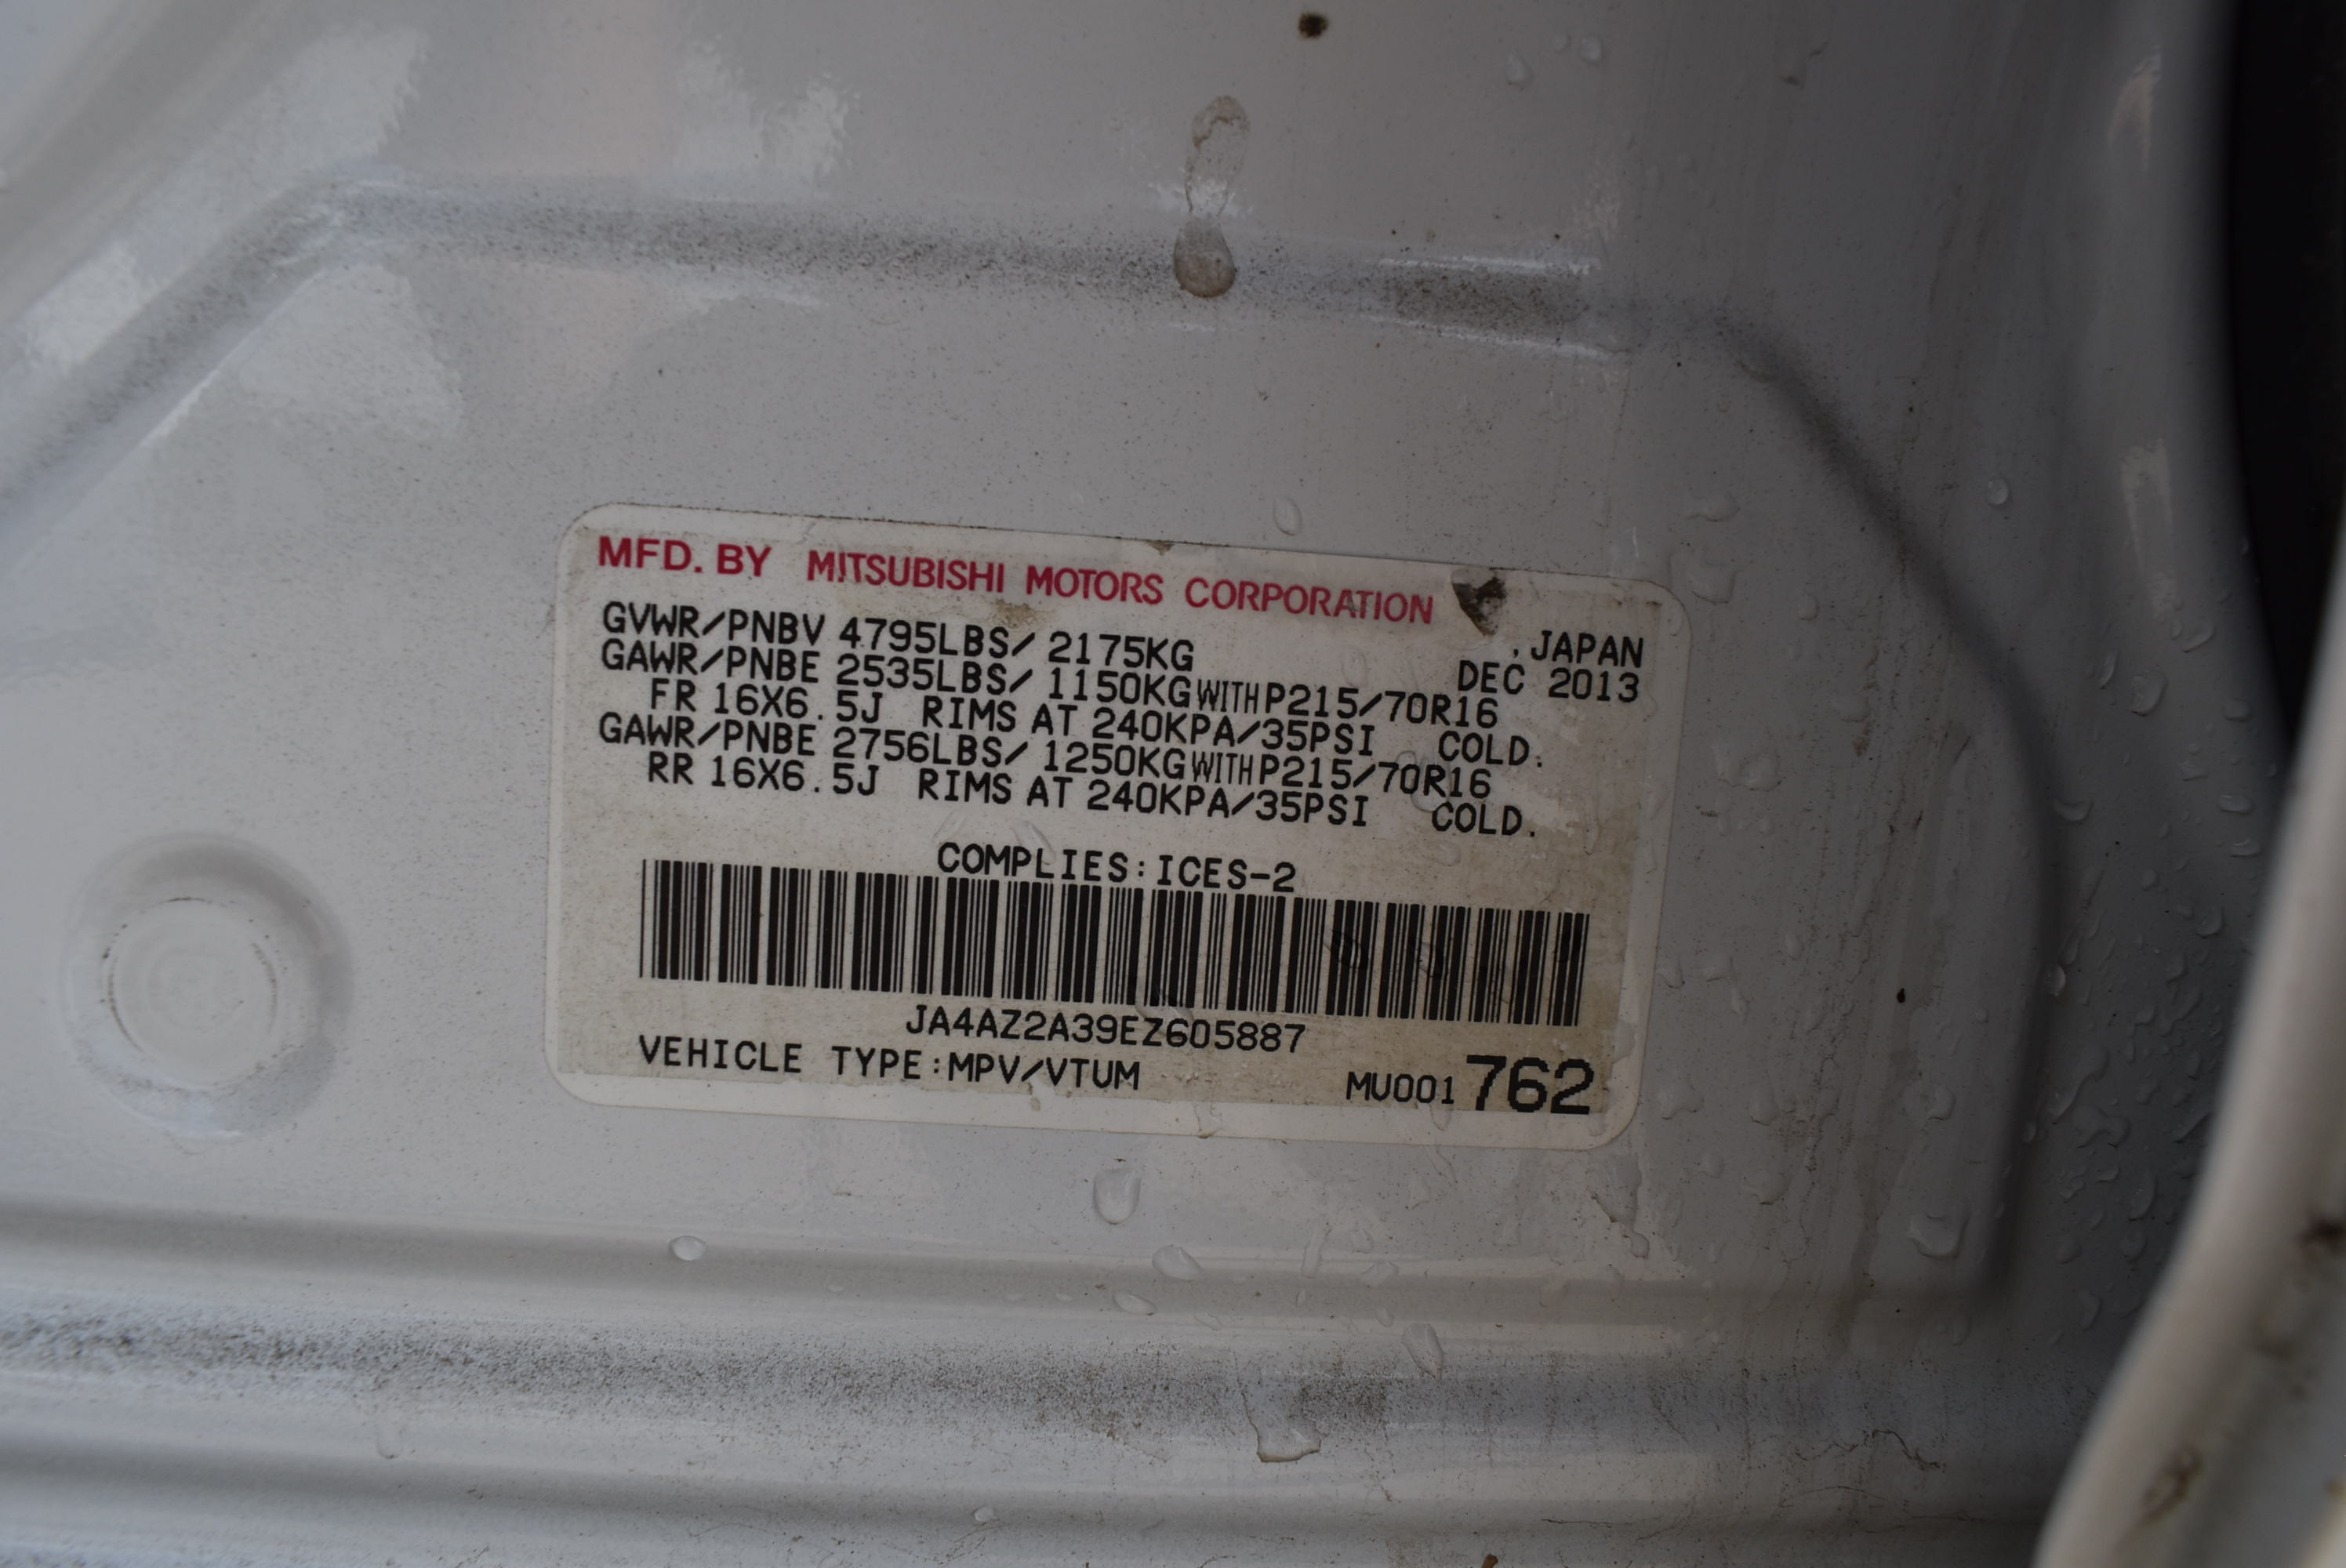 MFD. BY MITSUBISHI MOTORS CORPORATION
, JAPAN
GVWR/PNBV 4795LBS/ 2175KG DEC 2013
GAWR/PNBE 2535LBS/ 1150KG WITH P215/70R16
FR 16X6.5J RIMS AT 240KPA/35PSI COLD.
GAWR/PNBE 2756LBS/ 1250KG WITH P215/70R16
RR 16X6.5J RIMS AT 240KPA/35PSI COLD.
COMPLIES:ICES-2
JA4AZ2A39EZ605887
VEHICLE TYPE:MPV/VTUM MU001 762